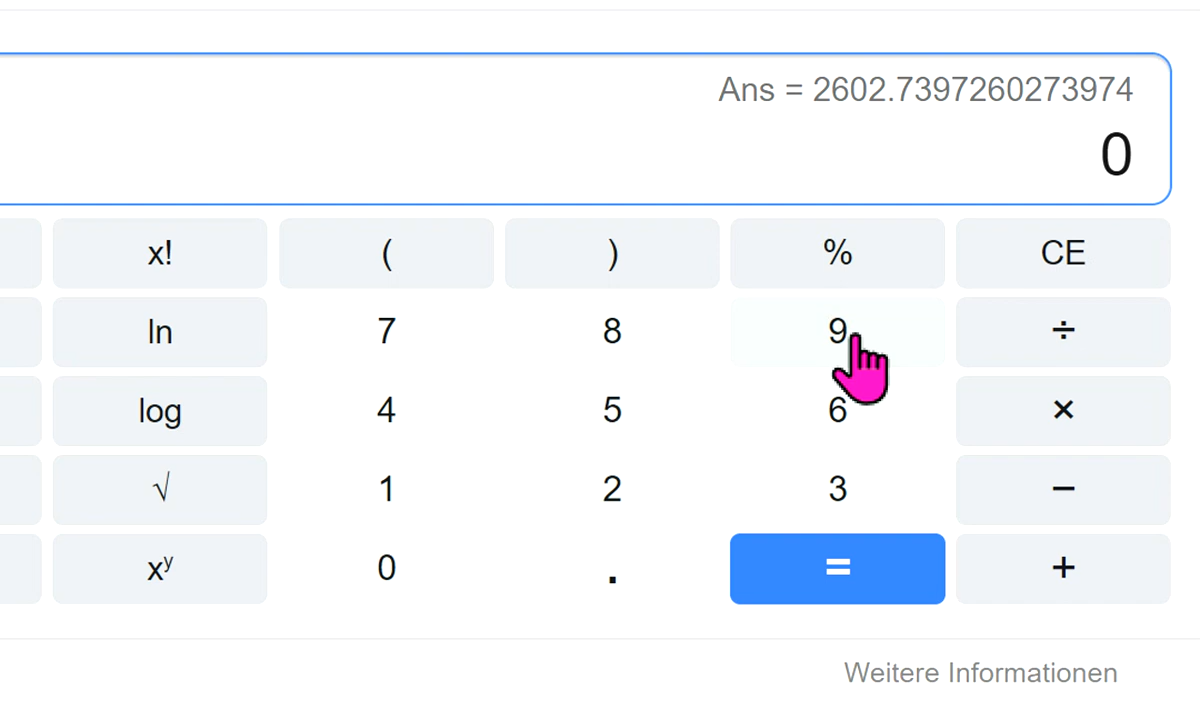 Ans = 2602.7397260273974
0
x! ( ) % CE
ln 7 8 9 ÷
log 4 5 6 ×
√ 1 2 3 −
xʸ 0 . = +
Weitere Informationen